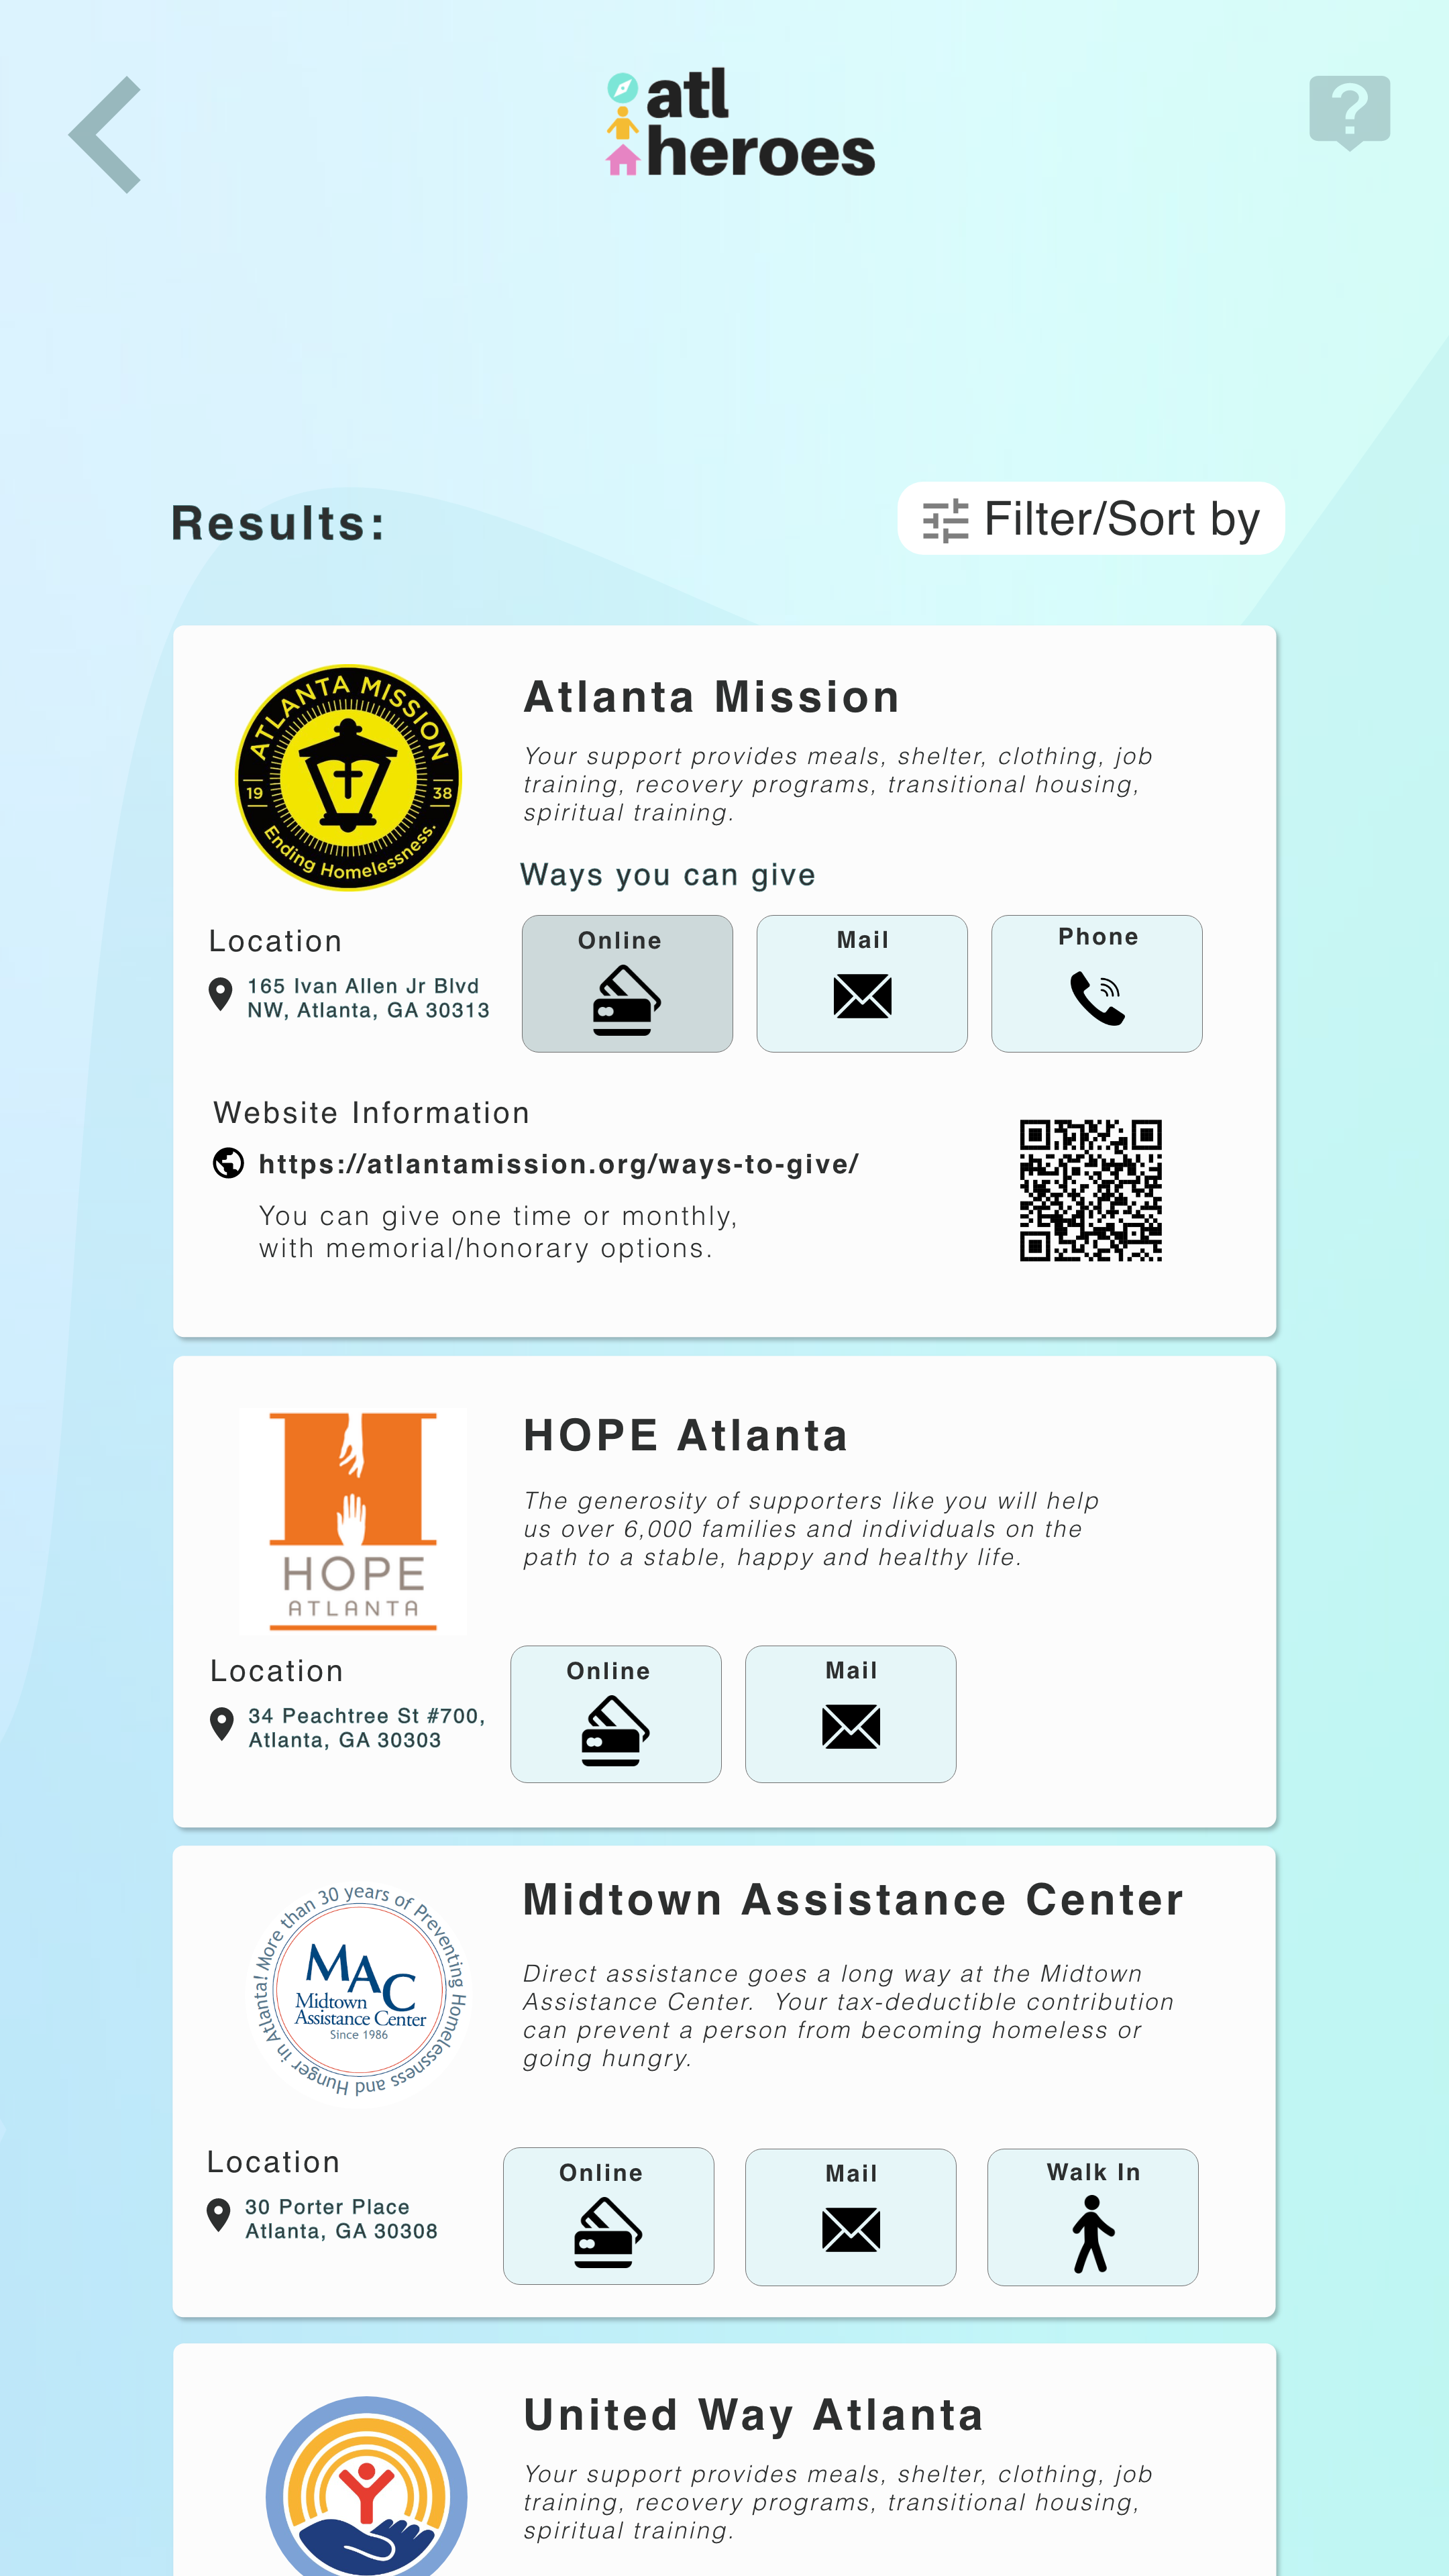 atl
heroes
?
Results:
Filter/Sort by
ATLANTA MISSION
19 38
Ending Homelessness.
Atlanta Mission
Your support provides meals, shelter, clothing, job
training, recovery programs, transitional housing,
spiritual training.
Ways you can give
Location
165 Ivan Allen Jr Blvd
NW, Atlanta, GA 30313
Online
Mail
Phone
Website Information
https://atlantamission.org/ways-to-give/
You can give one time or monthly,
with memorial/honorary options.
HOPE
ATLANTA
HOPE Atlanta
The generosity of supporters like you will help
us over 6,000 families and individuals on the
path to a stable, happy and healthy life.
Location
34 Peachtree St #700,
Atlanta, GA 30303
Online
Mail
More than 30 years of Preventing Homelessness and Hunger in Atlanta!
MAC
Midtown
Assistance Center
Since 1986
Midtown Assistance Center
Direct assistance goes a long way at the Midtown
Assistance Center.  Your tax-deductible contribution
can prevent a person from becoming homeless or
going hungry.
Location
30 Porter Place
Atlanta, GA 30308
Online
Mail
Walk In
United Way Atlanta
Your support provides meals, shelter, clothing, job
training, recovery programs, transitional housing,
spiritual training.